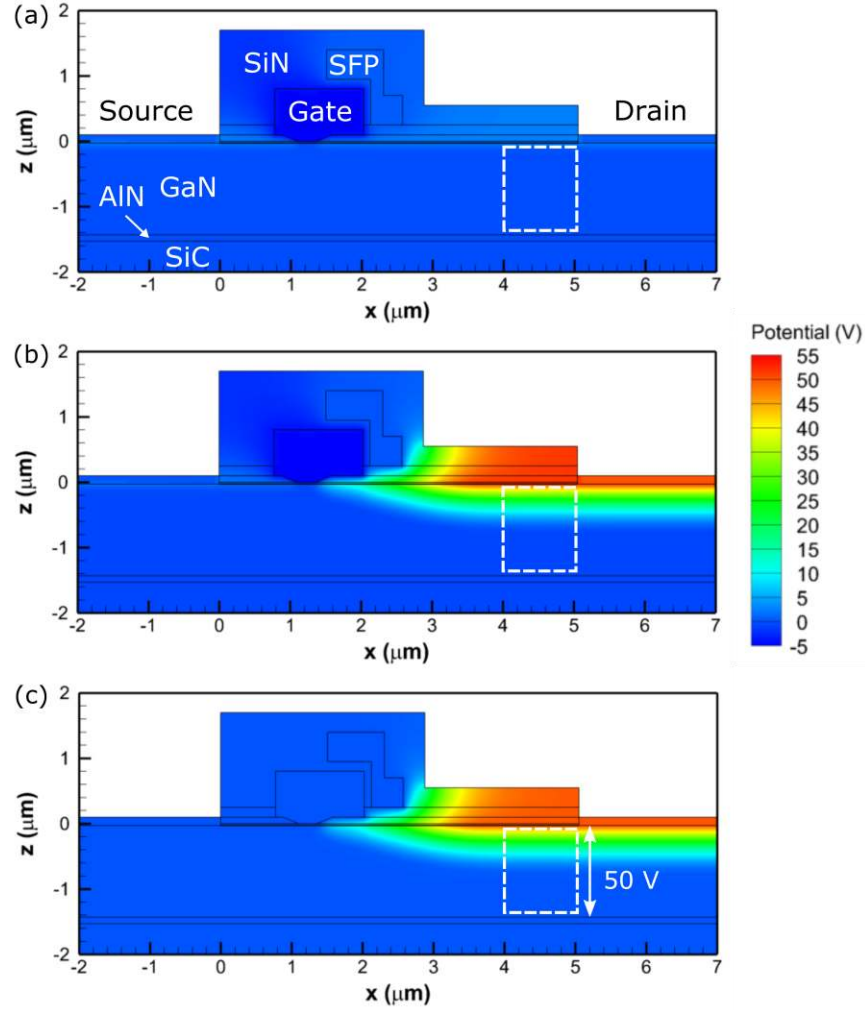 (a)
2
1
0
-1
-2
z (μm)
SiN
SFP
Source
Gate
Drain
GaN
AlN
SiC
-2 -1 0 1 2 3 4 5 6 7
x (μm)
(b)
2
1
0
-1
-2
z (μm)
-2 -1 0 1 2 3 4 5 6 7
x (μm)
Potential (V)
55
50
45
40
35
30
25
20
15
10
5
0
-5
(c)
2
1
0
-1
-2
z (μm)
50 V
-2 -1 0 1 2 3 4 5 6 7
x (μm)